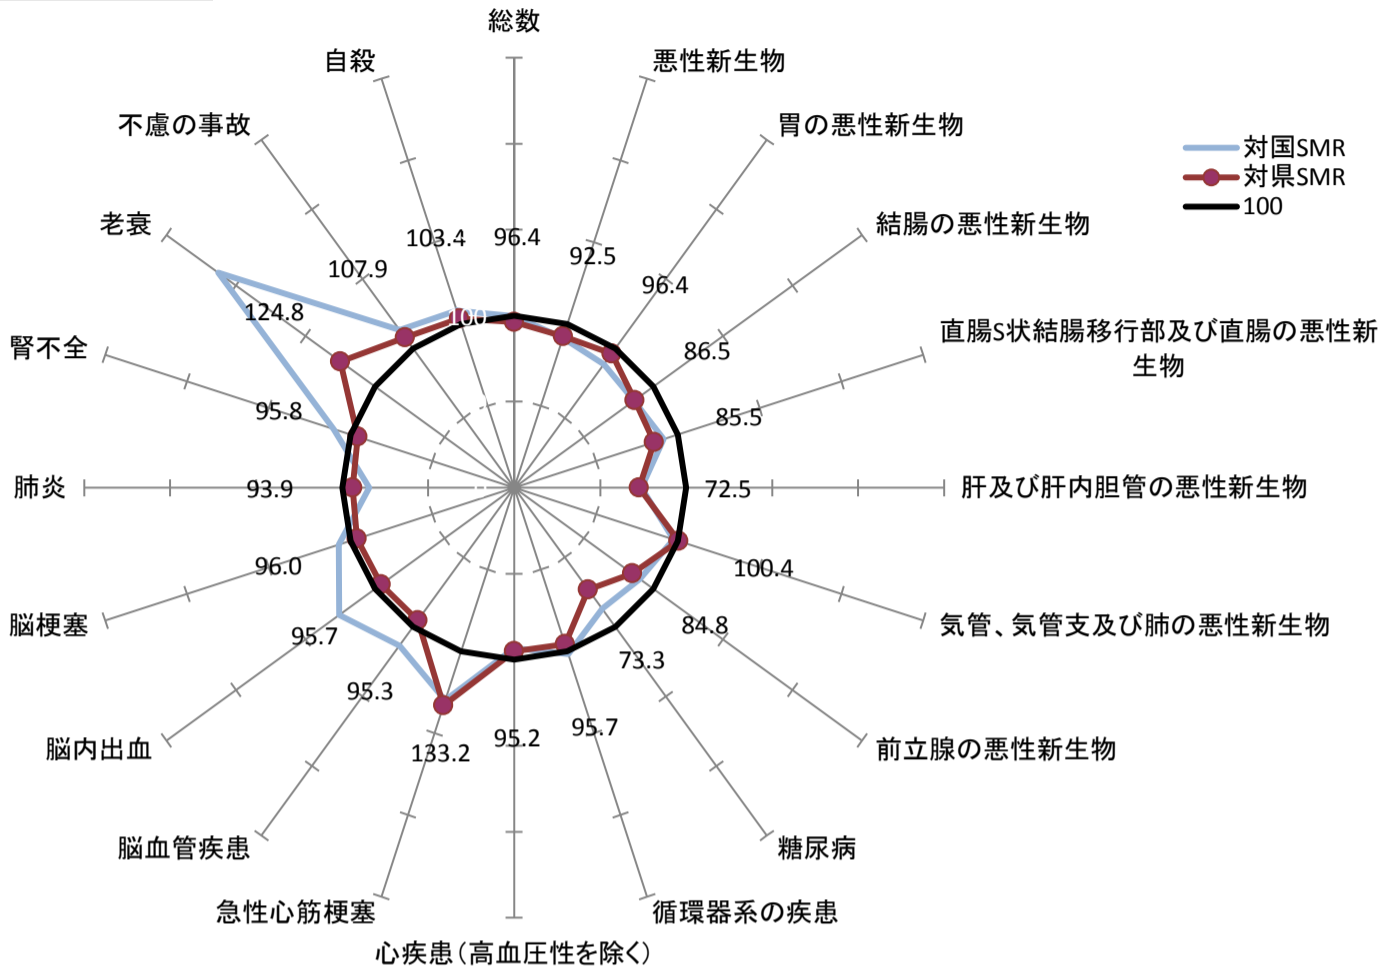 総数
自殺
悪性新生物
不慮の事故
胃の悪性新生物
対国SMR
対県SMR
100
老衰
結腸の悪性新生物
103.4
96.4
92.5
107.9
96.4
124.8
100
腎不全
86.5
直腸S状結腸移行部及び直腸の悪性新
生物
95.8
85.5
肺炎
93.9
72.5
肝及び肝内胆管の悪性新生物
96.0
100.4
脳梗塞
95.7
84.8
気管、気管支及び肺の悪性新生物
95.3
73.3
脳内出血
133.2
95.2
95.7
前立腺の悪性新生物
脳血管疾患
糖尿病
急性心筋梗塞
循環器系の疾患
心疾患(高血圧性を除く)